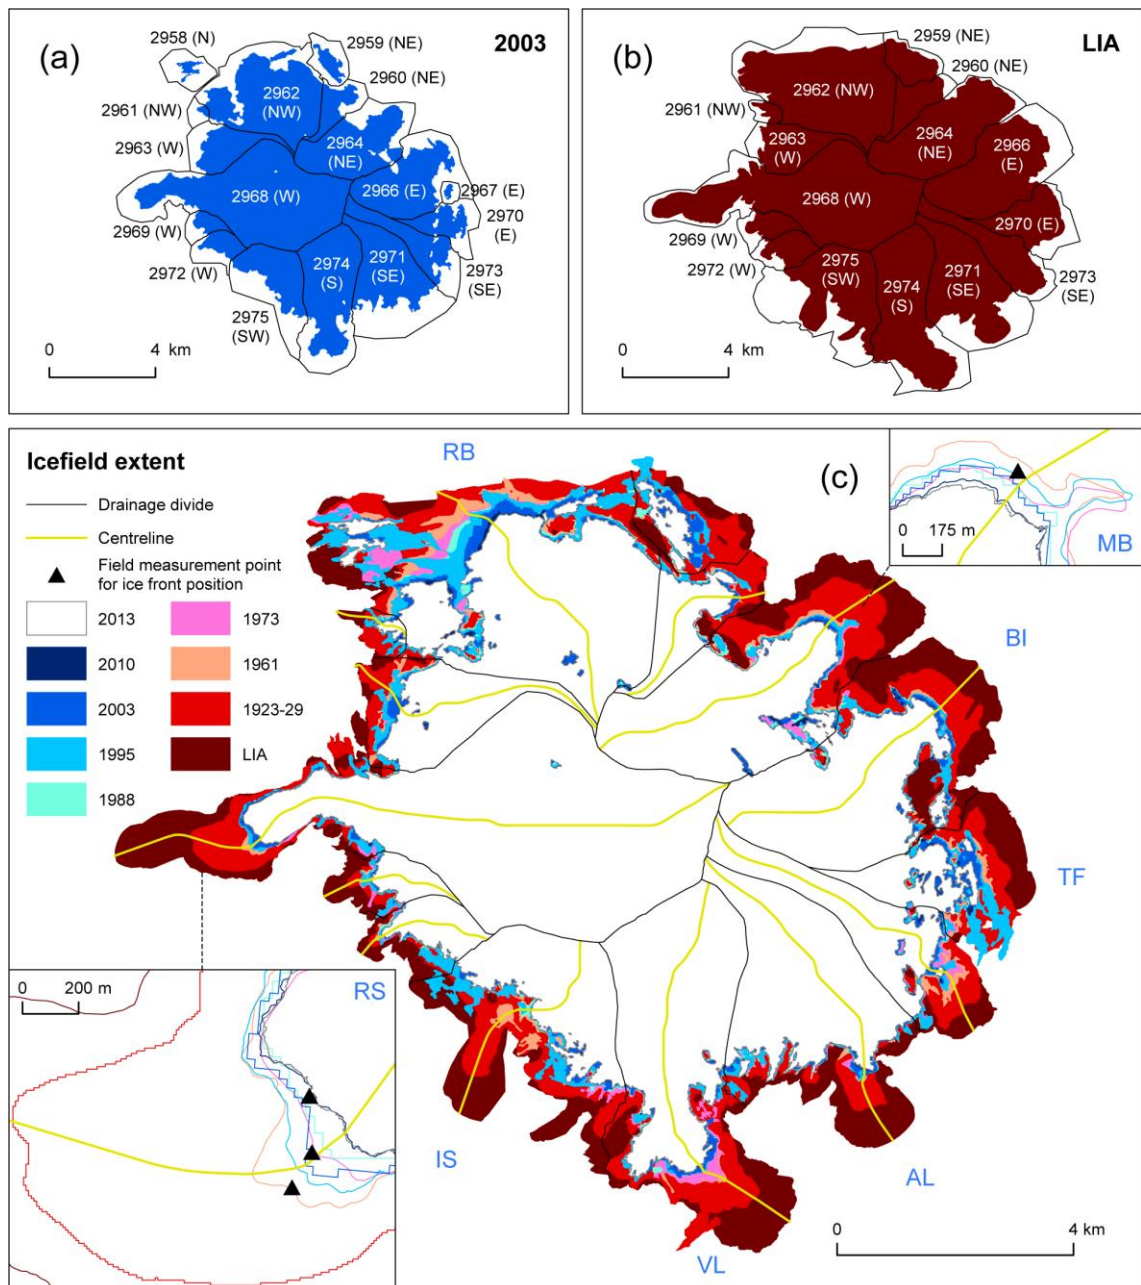 (a)
2003
2958 (N)
2959 (NE)
2960 (NE)
2962
(NW)
2961 (NW)
2963 (W)
2964
(NE)
2966 (E)
2967 (E)
2968 (W)
2970
(E)
2969 (W)
2972 (W)
2974
(S)
2971
(SE)
2973
(SE)
2975
(SW)
0 4 km
(b)
LIA
2959 (NE)
2960 (NE)
2962 (NW)
2961 (NW)
2963
(W)
2964
(NE)
2966
(E)
2968 (W)
2970 (E)
2969 (W)
2972 (W)
2975
(SW)
2974
(S)
2971
(SE)
2973
(SE)
0 4 km
(c)
Icefield extent
Drainage divide
Centreline
Field measurement point
for ice front position
2013
2010
2003
1995
1988
1973
1961
1923-29
LIA
RB
0 175 m
MB
BI
TF
0 200 m
RS
IS
VL
AL
0 4 km